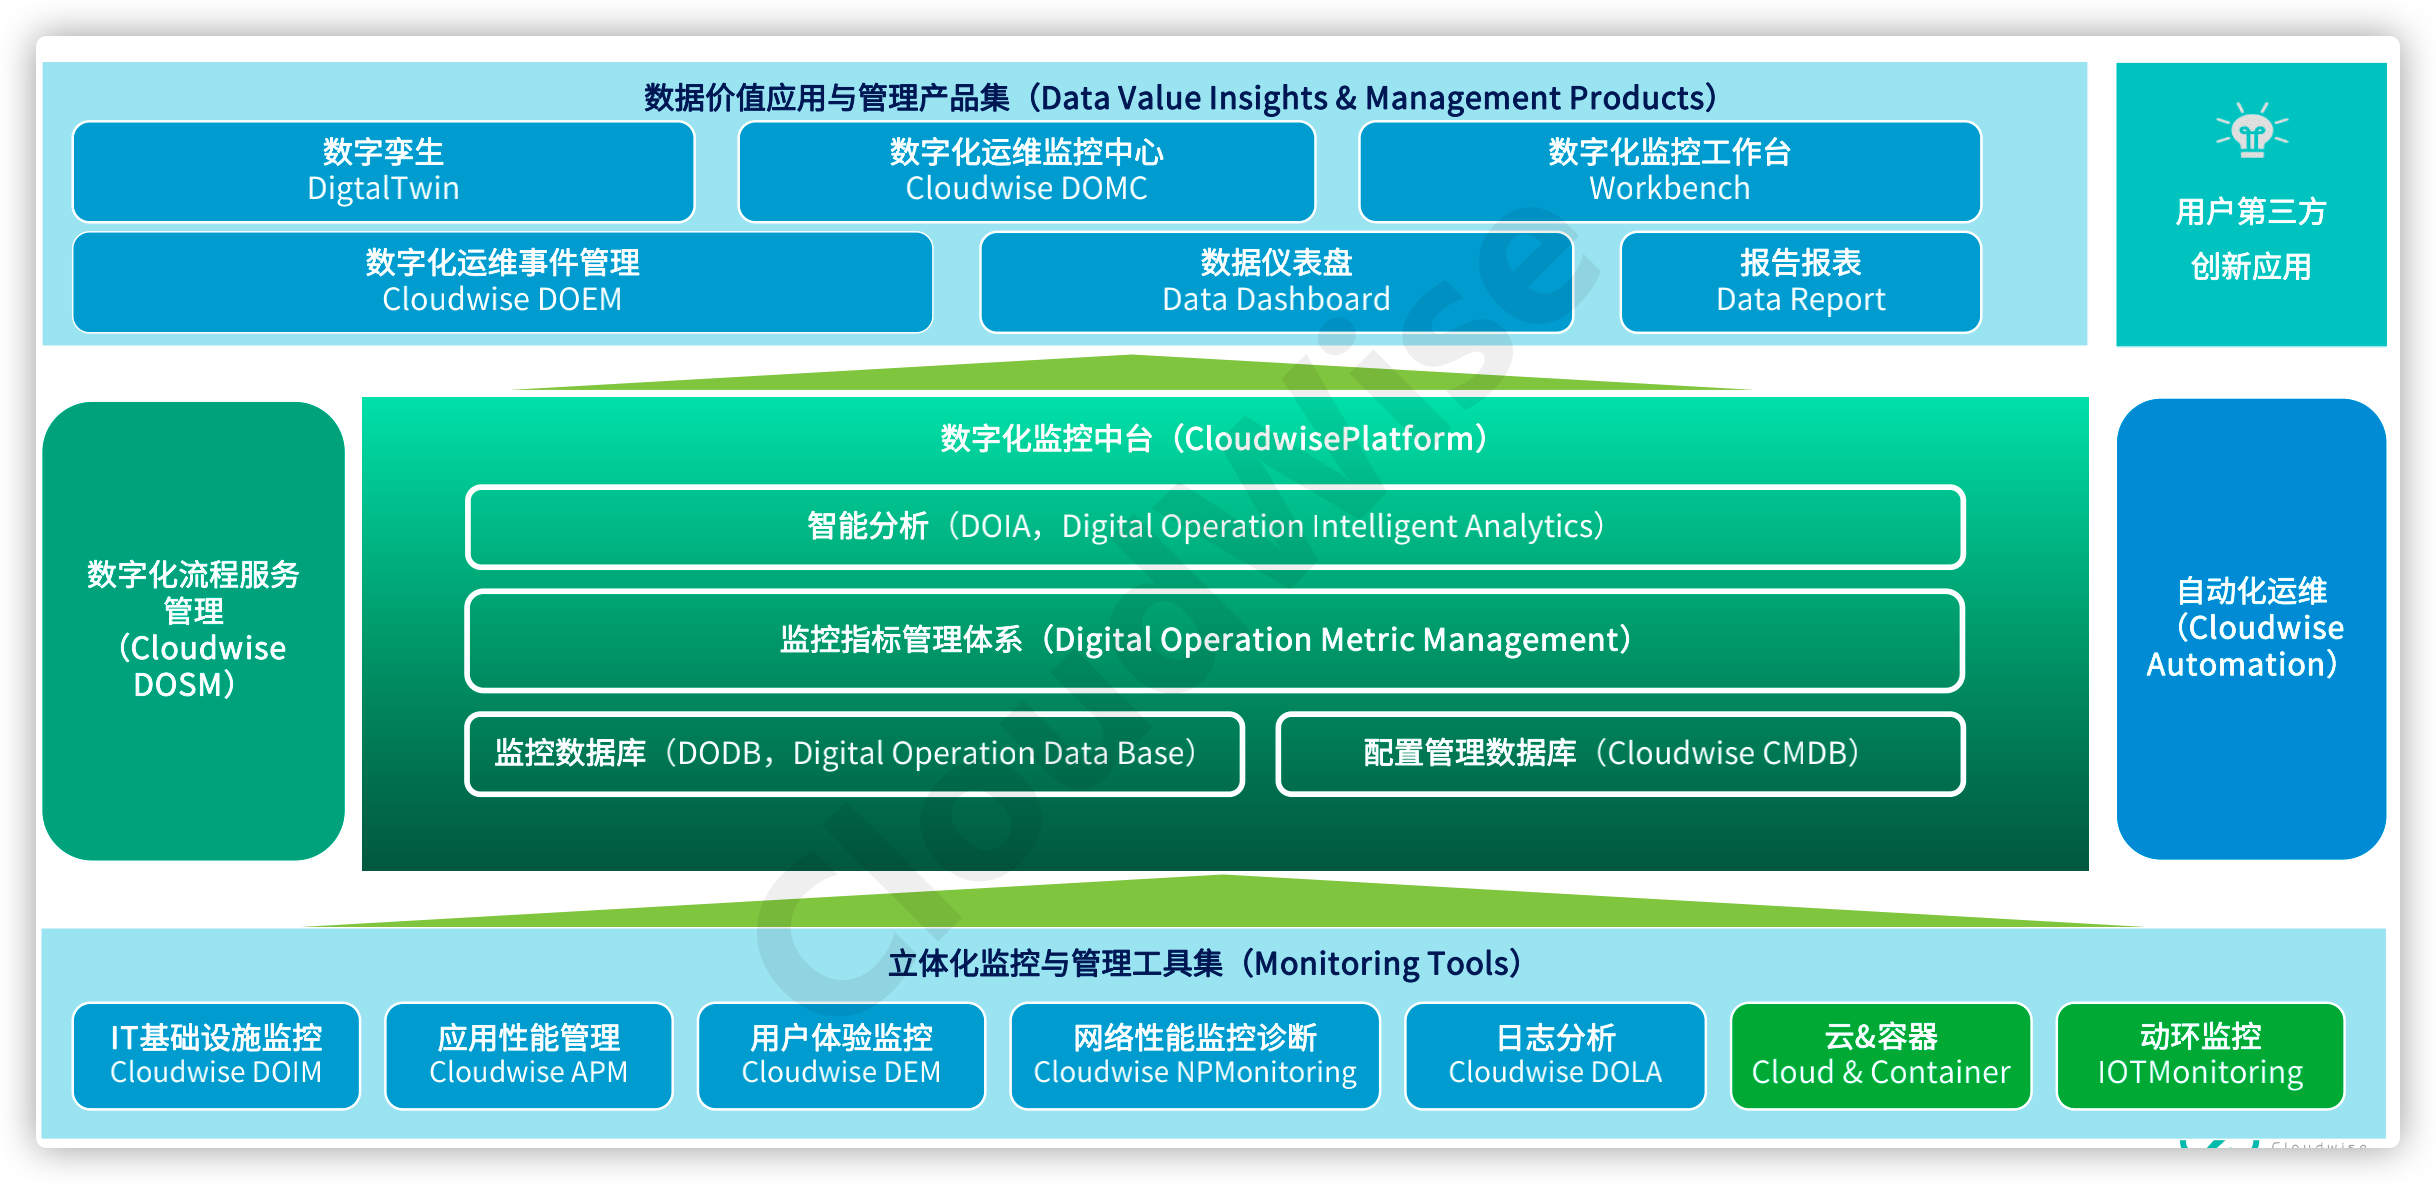 数据价值应用与管理产品集（Data Value Insights & Management Products）
数字孪生
DigtalTwin
数字化运维监控中心
Cloudwise DOMC
数字化监控工作台
Workbench
数字化运维事件管理
Cloudwise DOEM
数据仪表盘
Data Dashboard
报告报表
Data Report
用户第三方
创新应用
数字化流程服务
管理
（Cloudwise
DOSM）
数字化监控中台（CloudwisePlatform）
智能分析（DOIA，Digital Operation Intelligent Analytics）
监控指标管理体系（Digital Operation Metric Management）
监控数据库（DODB，Digital Operation Data Base）
配置管理数据库（Cloudwise CMDB）
自动化运维
（Cloudwise
Automation）
立体化监控与管理工具集（Monitoring Tools）
IT基础设施监控
Cloudwise DOIM
应用性能管理
Cloudwise APM
用户体验监控
Cloudwise DEM
网络性能监控诊断
Cloudwise NPMonitoring
日志分析
Cloudwise DOLA
云&容器
Cloud & Container
动环监控
IOTMonitoring
CloudWise
Cloudwise